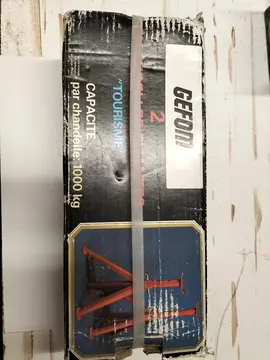 GEFOM
2
"TOURISME"
CAPACITE
par chandelle: 1000 kg